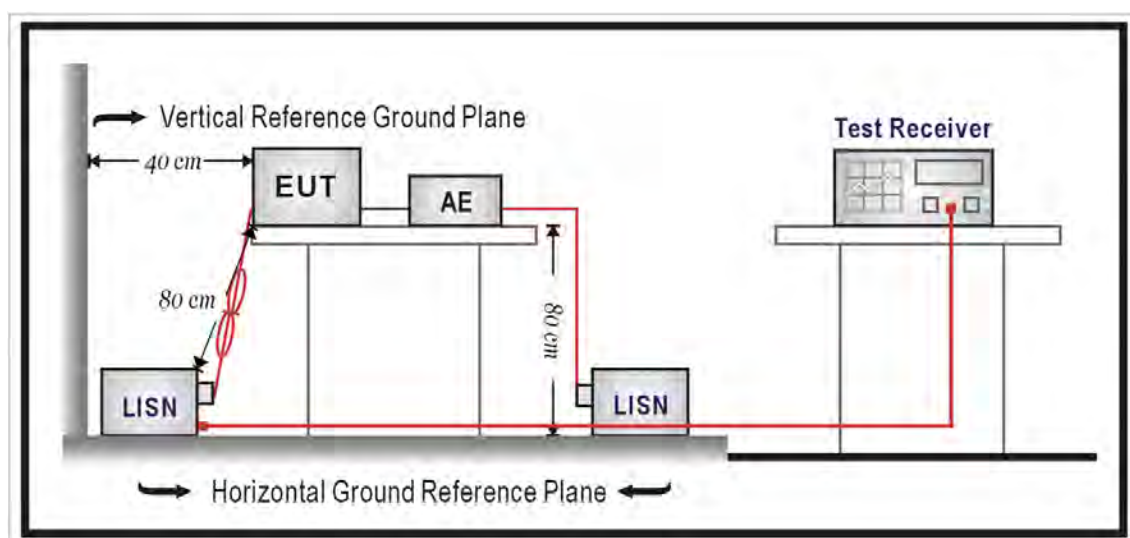 Vertical Reference Ground Plane
Test Receiver
40 cm
EUT
AE
80 cm
80 cm
LISN
LISN
Horizontal Ground Reference Plane